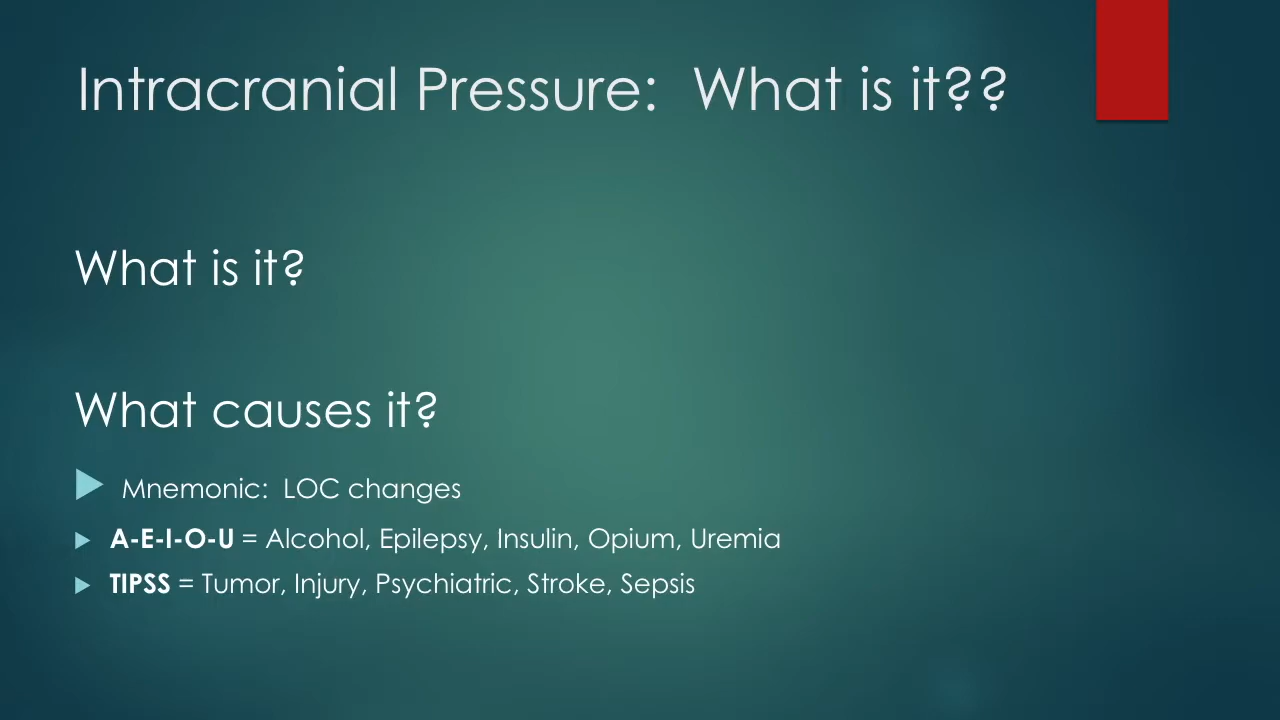 Intracranial Pressure:  What is it??
What is it?
What causes it?
Mnemonic:  LOC changes
A-E-I-O-U = Alcohol, Epilepsy, Insulin, Opium, Uremia
TIPSS = Tumor, Injury, Psychiatric, Stroke, Sepsis